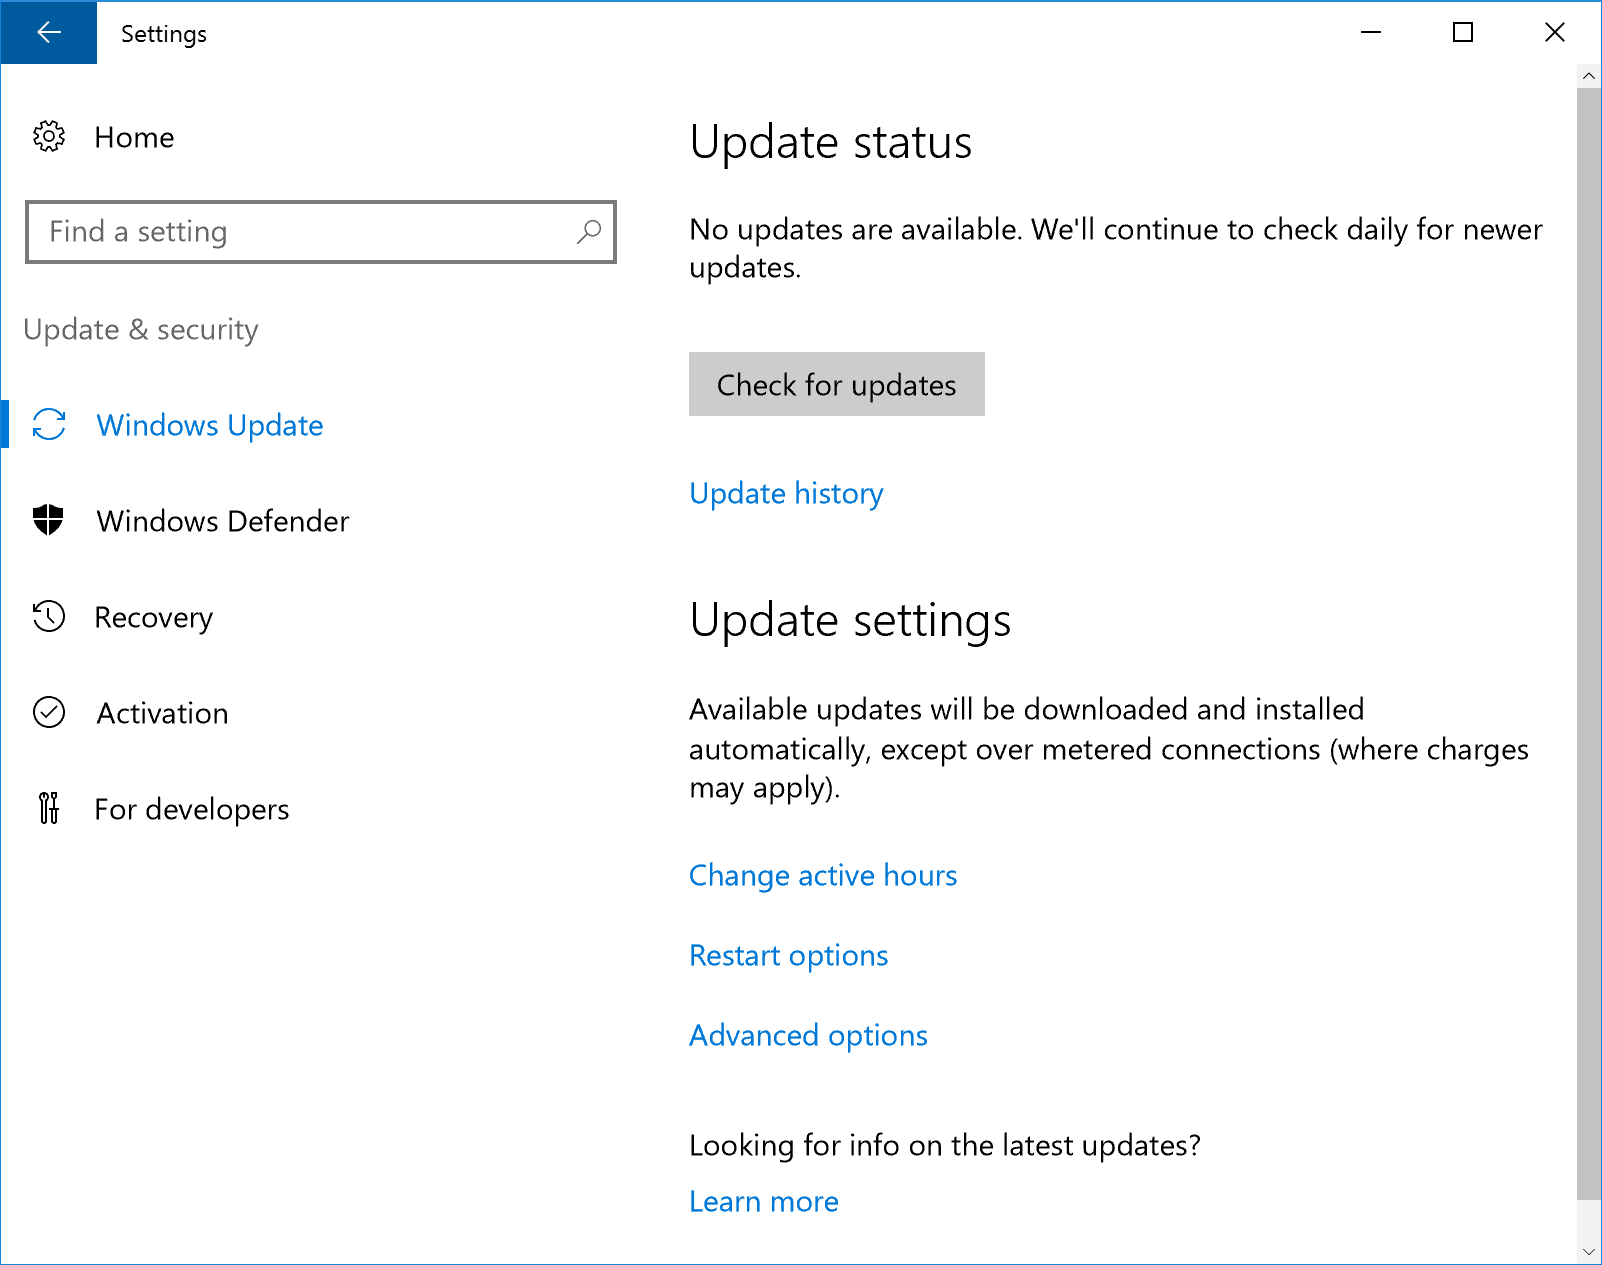 Settings
Home
Find a setting
Update & security
Windows Update
Windows Defender
Recovery
Activation
For developers
Update status
No updates are available. We'll continue to check daily for newer
updates.
Check for updates
Update history
Update settings
Available updates will be downloaded and installed
automatically, except over metered connections (where charges
may apply).
Change active hours
Restart options
Advanced options
Looking for info on the latest updates?
Learn more